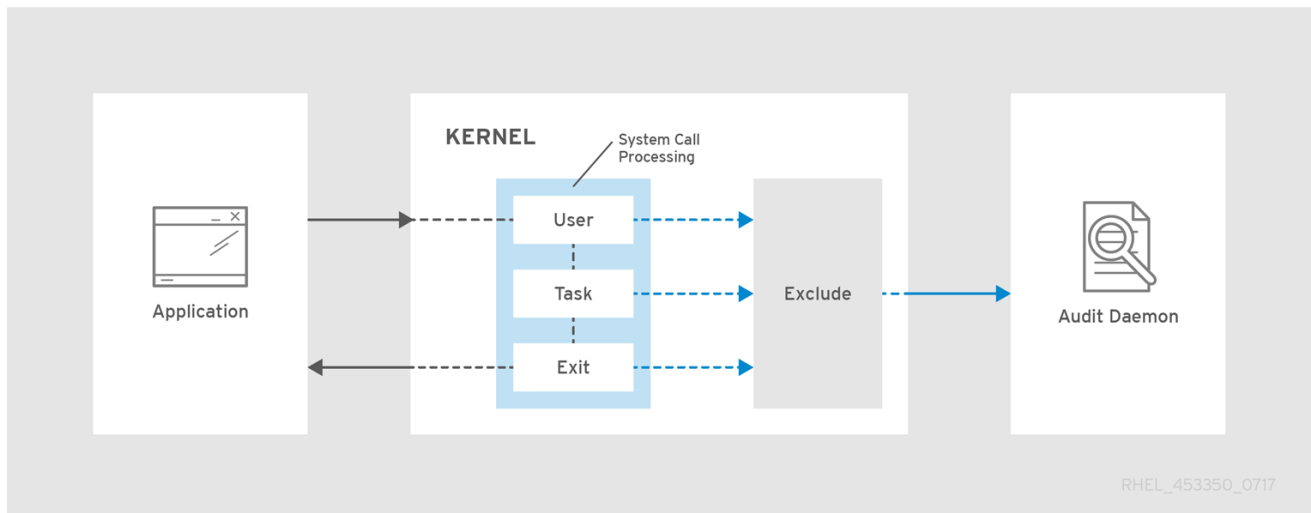 KERNEL
System Call
Processing
User
Application
Task
Exclude
Audit Daemon
Exit
RHEL_453350_0717